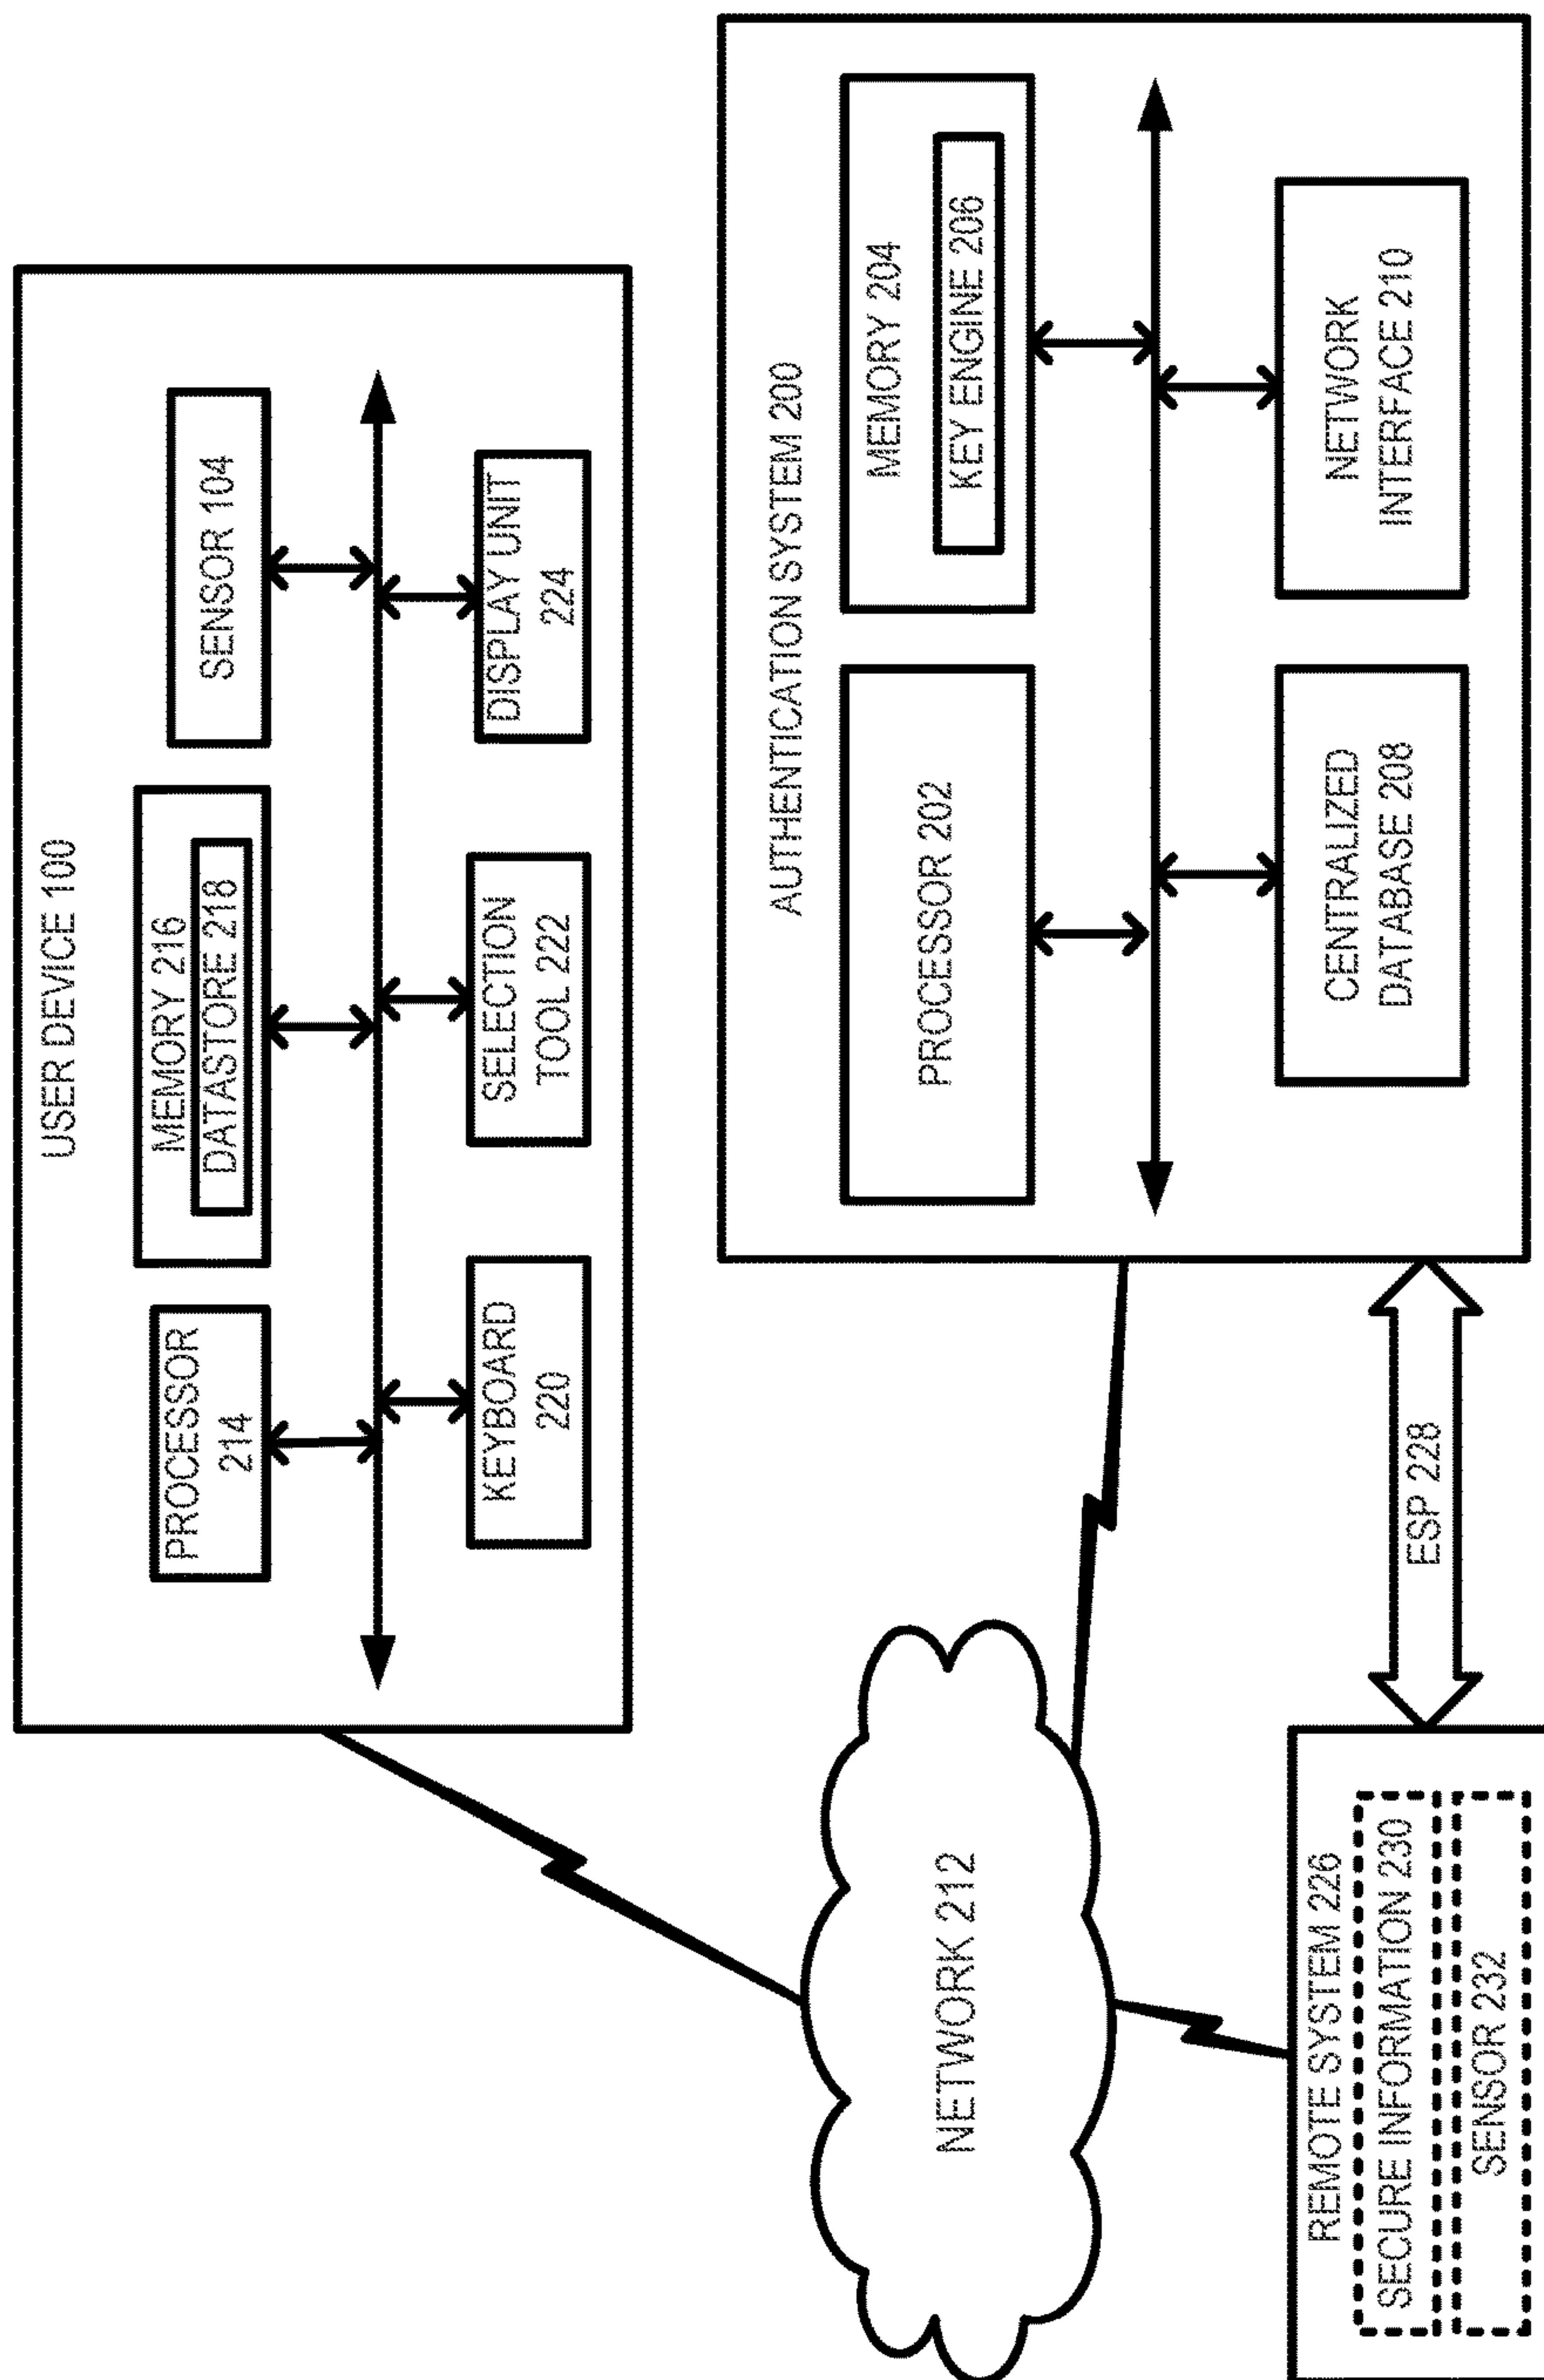 USER DEVICE 100
PROCESSOR
214
MEMORY 216
DATASTORE 218
SENSOR 104
KEYBOARD
220
SELECTION
TOOL 222
DISPLAY UNIT
224
NETWORK 212
AUTHENTICATION SYSTEM 200
PROCESSOR 202
MEMORY 204
KEY ENGINE 206
CENTRALIZED
DATABASE 208
NETWORK
INTERFACE 210
REMOTE SYSTEM 226
SECURE INFORMATION 230
SENSOR 232
ESP 228